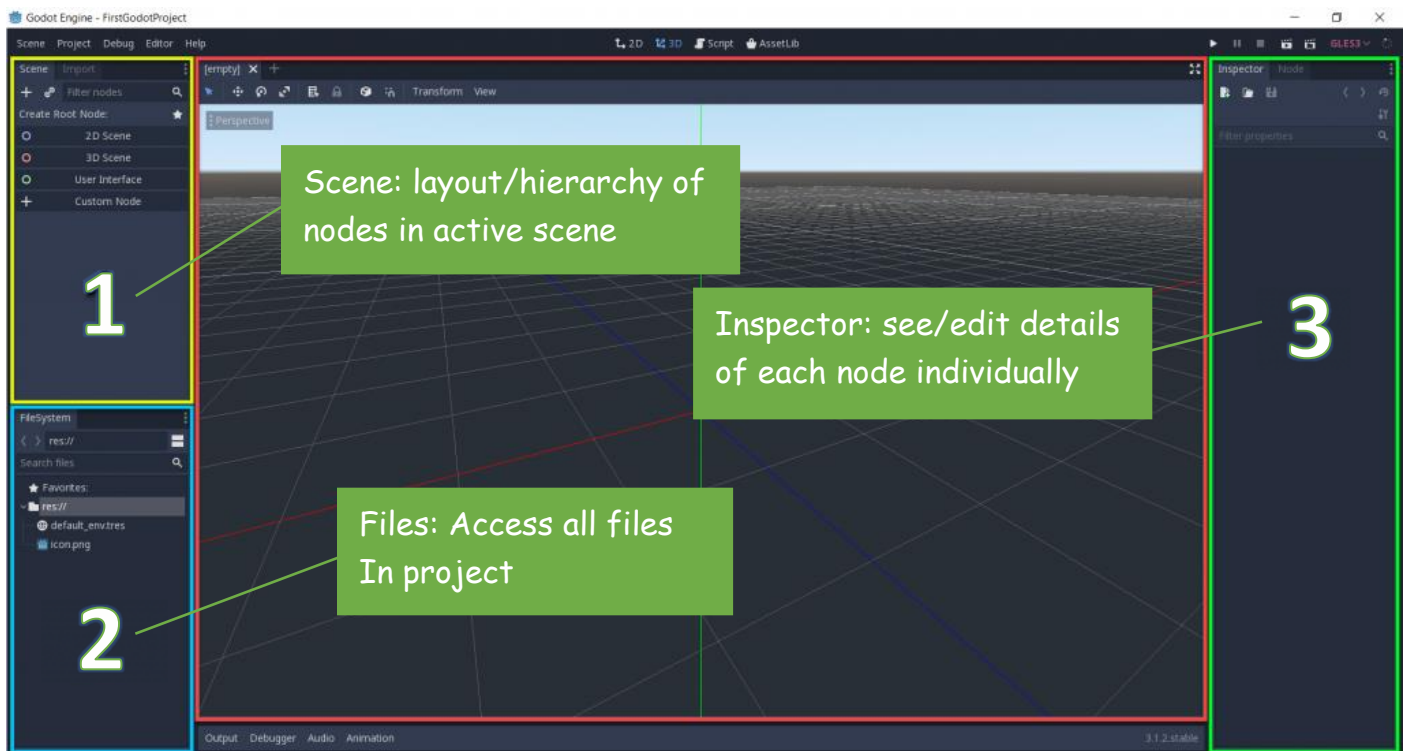 Godot Engine - FirstGodotProject
Scene Project Debug Editor Help
2D 3D Script AssetLib
GLES3
Scene Import
Filter nodes
Create Root Node:
2D Scene
3D Scene
User Interface
Custom Node
1
FileSystem
res://
Search files
Favorites:
res://
default_env.tres
icon.png
2
[empty]
Transform View
Perspective
Scene: layout/hierarchy of
nodes in active scene
Inspector: see/edit details
of each node individually
Files: Access all files
In project
Output Debugger Audio Animation
3.1.2.stable
Inspector Node
Filter properties
3